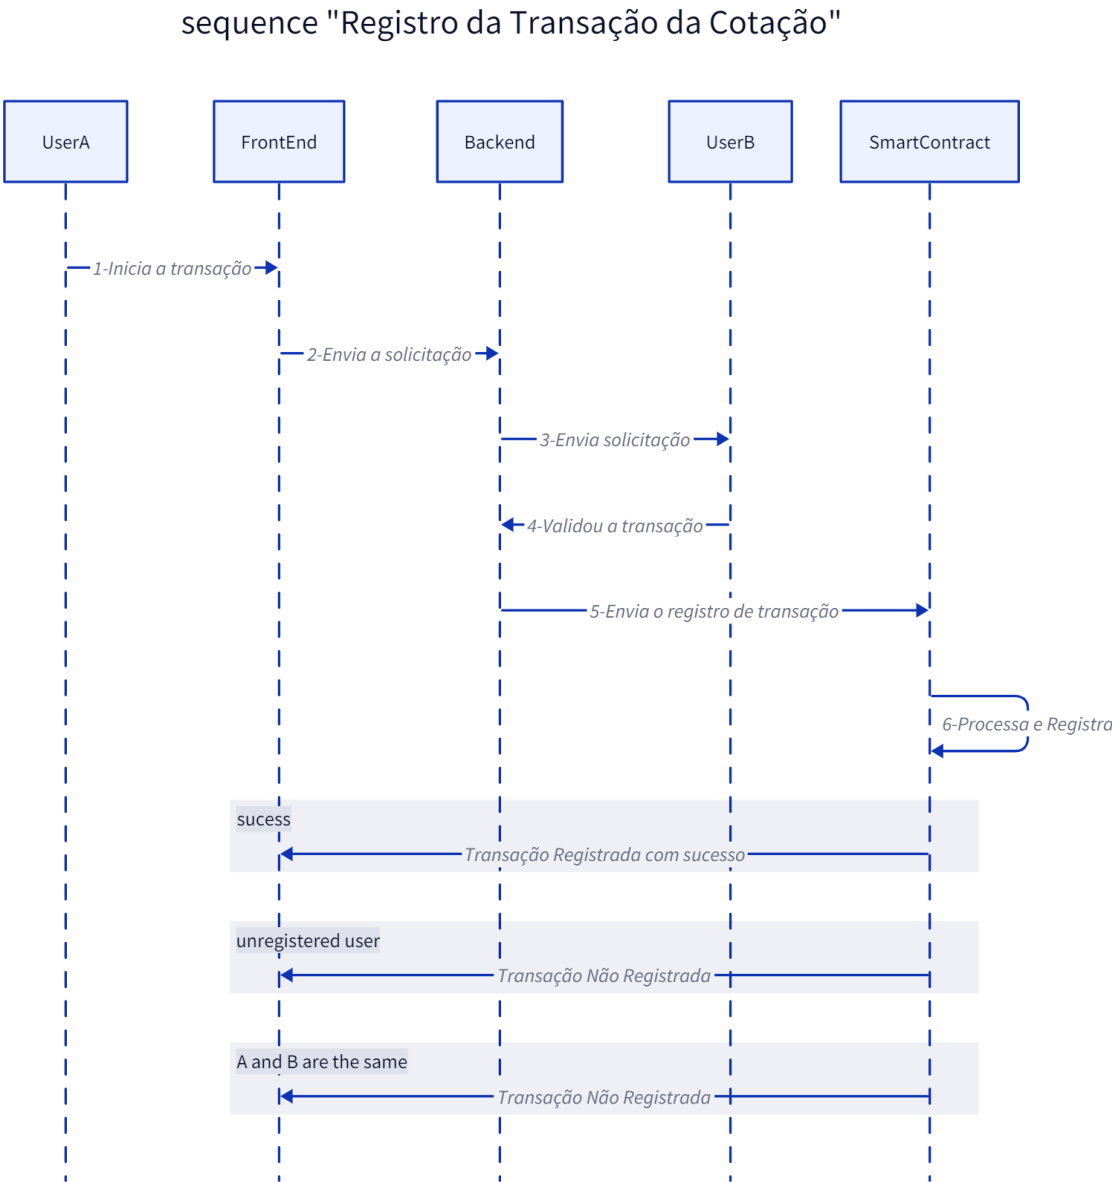 sequence "Registro da Transação da Cotação"
UserA
FrontEnd
Backend
UserB
SmartContract
1-Inicia a transação
2-Envia a solicitação
3-Envia solicitação
4-Validou a transação
5-Envia o registro de transação
6-Processa e Registra
sucess
Transação Registrada com sucesso
unregistered user
Transação Não Registrada
A and B are the same
Transação Não Registrada